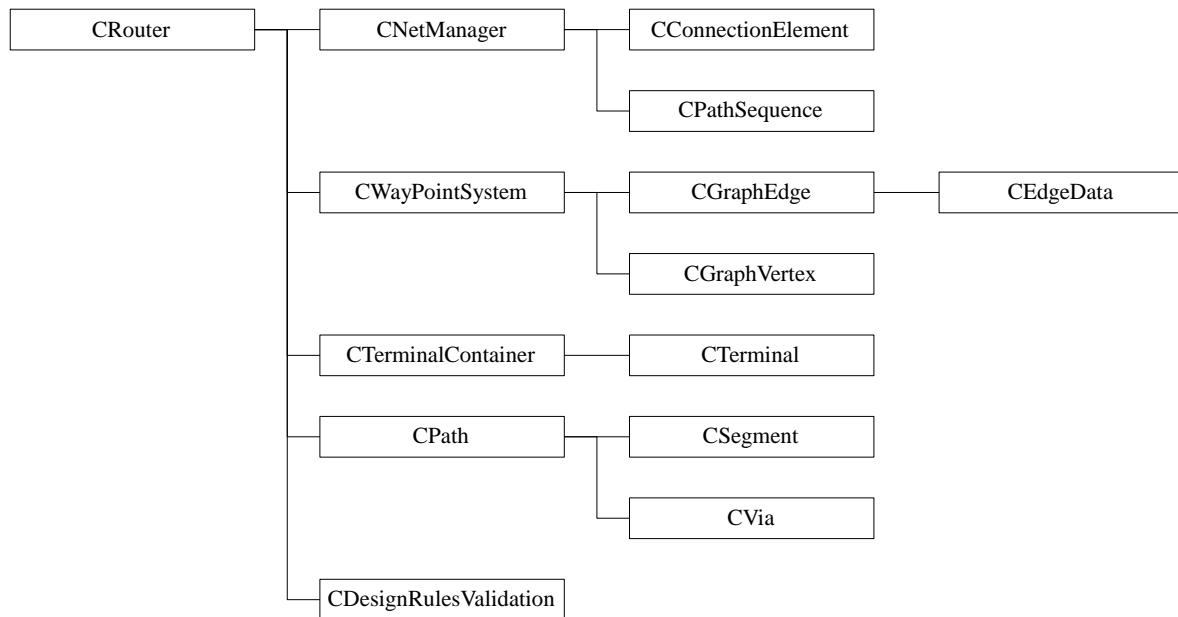 CRouter
CNetManager
CConnectionElement
CPathSequence
CWayPointSystem
CGraphEdge
CEdgeData
CGraphVertex
CTerminalContainer
CTerminal
CPath
CSegment
CVia
CDesignRulesValidation